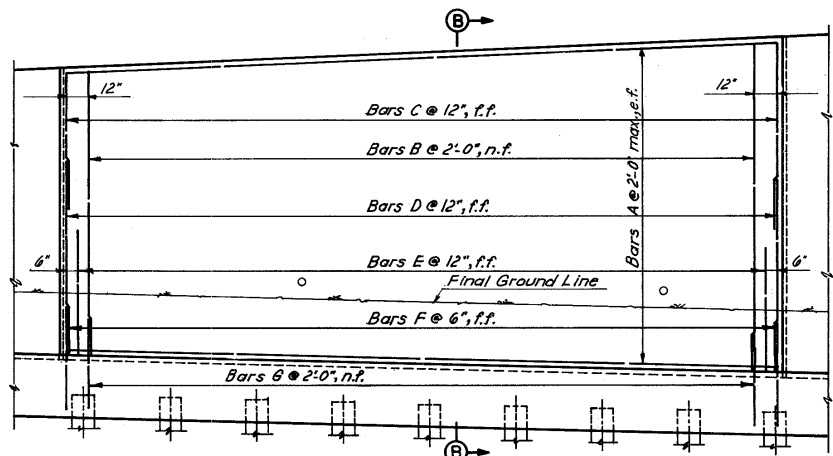 B
12"
12"
Bars C @ 12", f.f.
Bars B @ 2'-0", n.f.
Bars A @ 2'-0" max., e.f.
Bars D @ 12", f.f.
6"
Bars E @ 12", f.f.
6"
Final Ground Line
Bars F @ 6", f.f.
Bars G @ 2'-0", n.f.
B